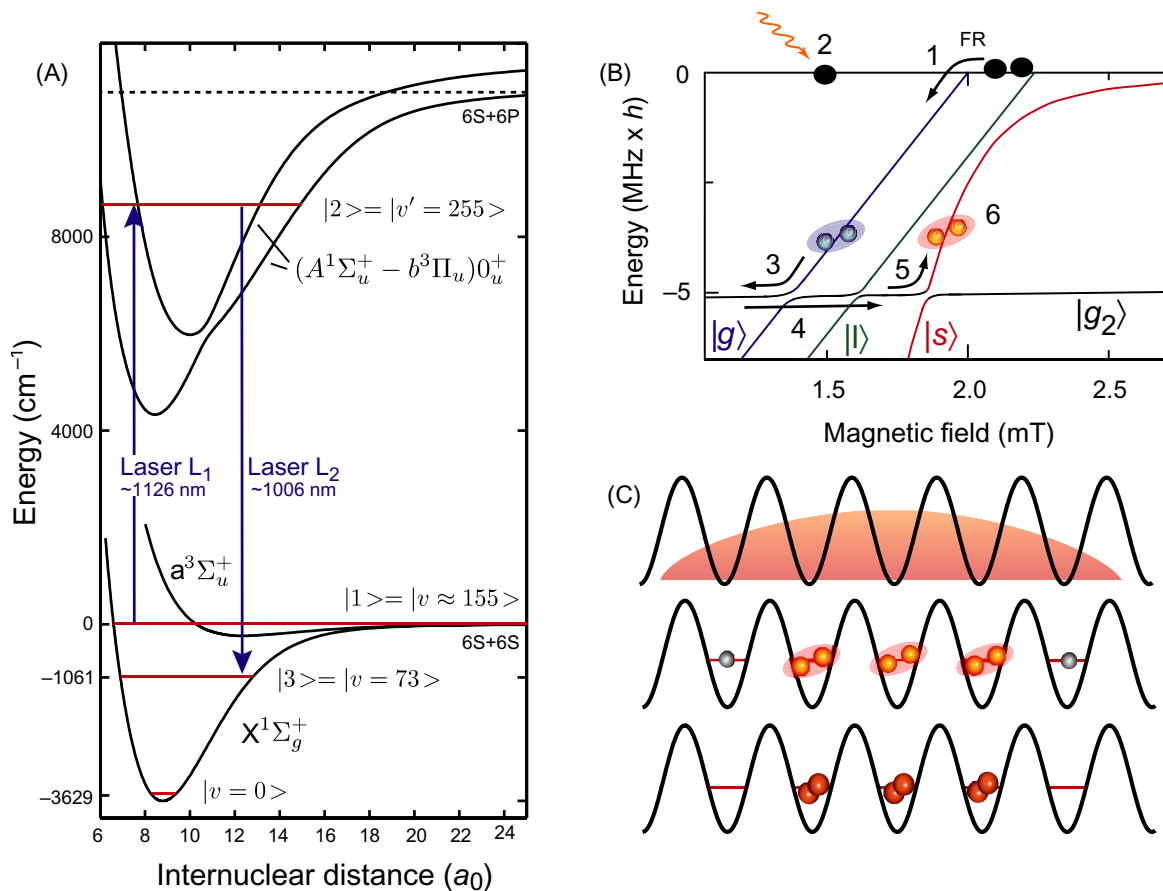 (A)
6S+6P
|2>= |v′ = 255>
8000
(A¹Σᵤ⁺ − b³Πᵤ)0ᵤ⁺
Energy (cm⁻¹)
4000
Laser L₁
~1126 nm
Laser L₂
~1006 nm
a³Σᵤ⁺
|1>= |v ≈ 155>
0
6S+6S
−1061
|3>= |v = 73>
X¹Σg⁺
|v = 0>
−3629
6 8 10 12 14 16 18 20 22 24
Internuclear distance (a₀)
(B)
2
1
FR
0
Energy (MHz x h)
6
3
5
−5
4
|g⟩
|l⟩
|s⟩
|g₂⟩
1.5 2.0 2.5
Magnetic field (mT)
(C)